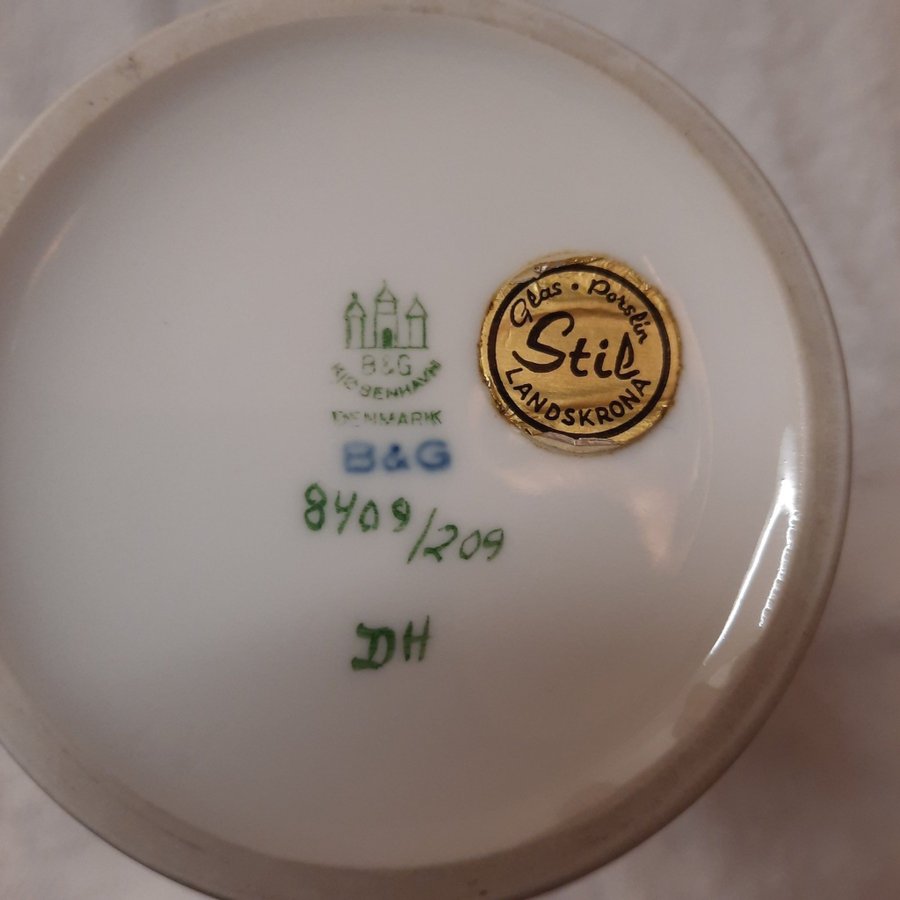 B&G
KJØBENHAVN
DENMARK
B&G
8409/209
DH
Glas · Porslin
Stil
LANDSKRONA